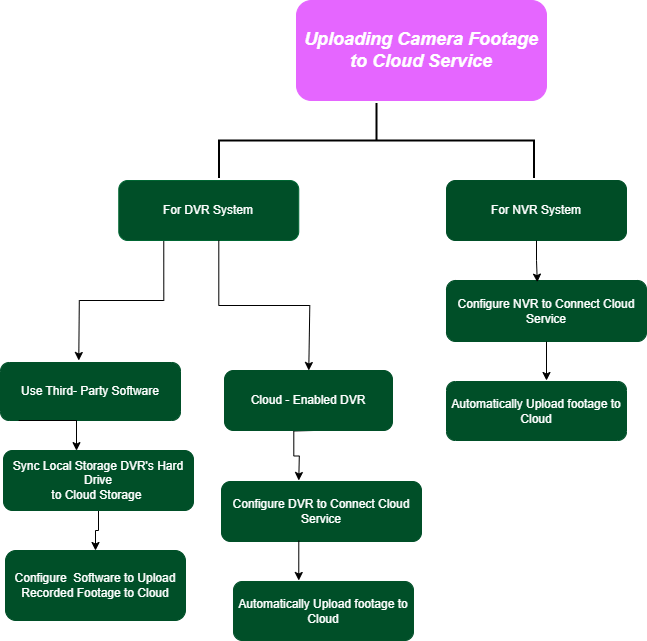 Uploading Camera Footage
to Cloud Service
For DVR System
For NVR System
Configure NVR to Connect Cloud
Service
Use Third- Party Software
Cloud - Enabled DVR
Automatically Upload footage to
Cloud
Sync Local Storage DVR's Hard
Drive
to Cloud Storage
Configure DVR to Connect Cloud
Service
Configure  Software to Upload
Recorded Footage to Cloud
Automatically Upload footage to
Cloud